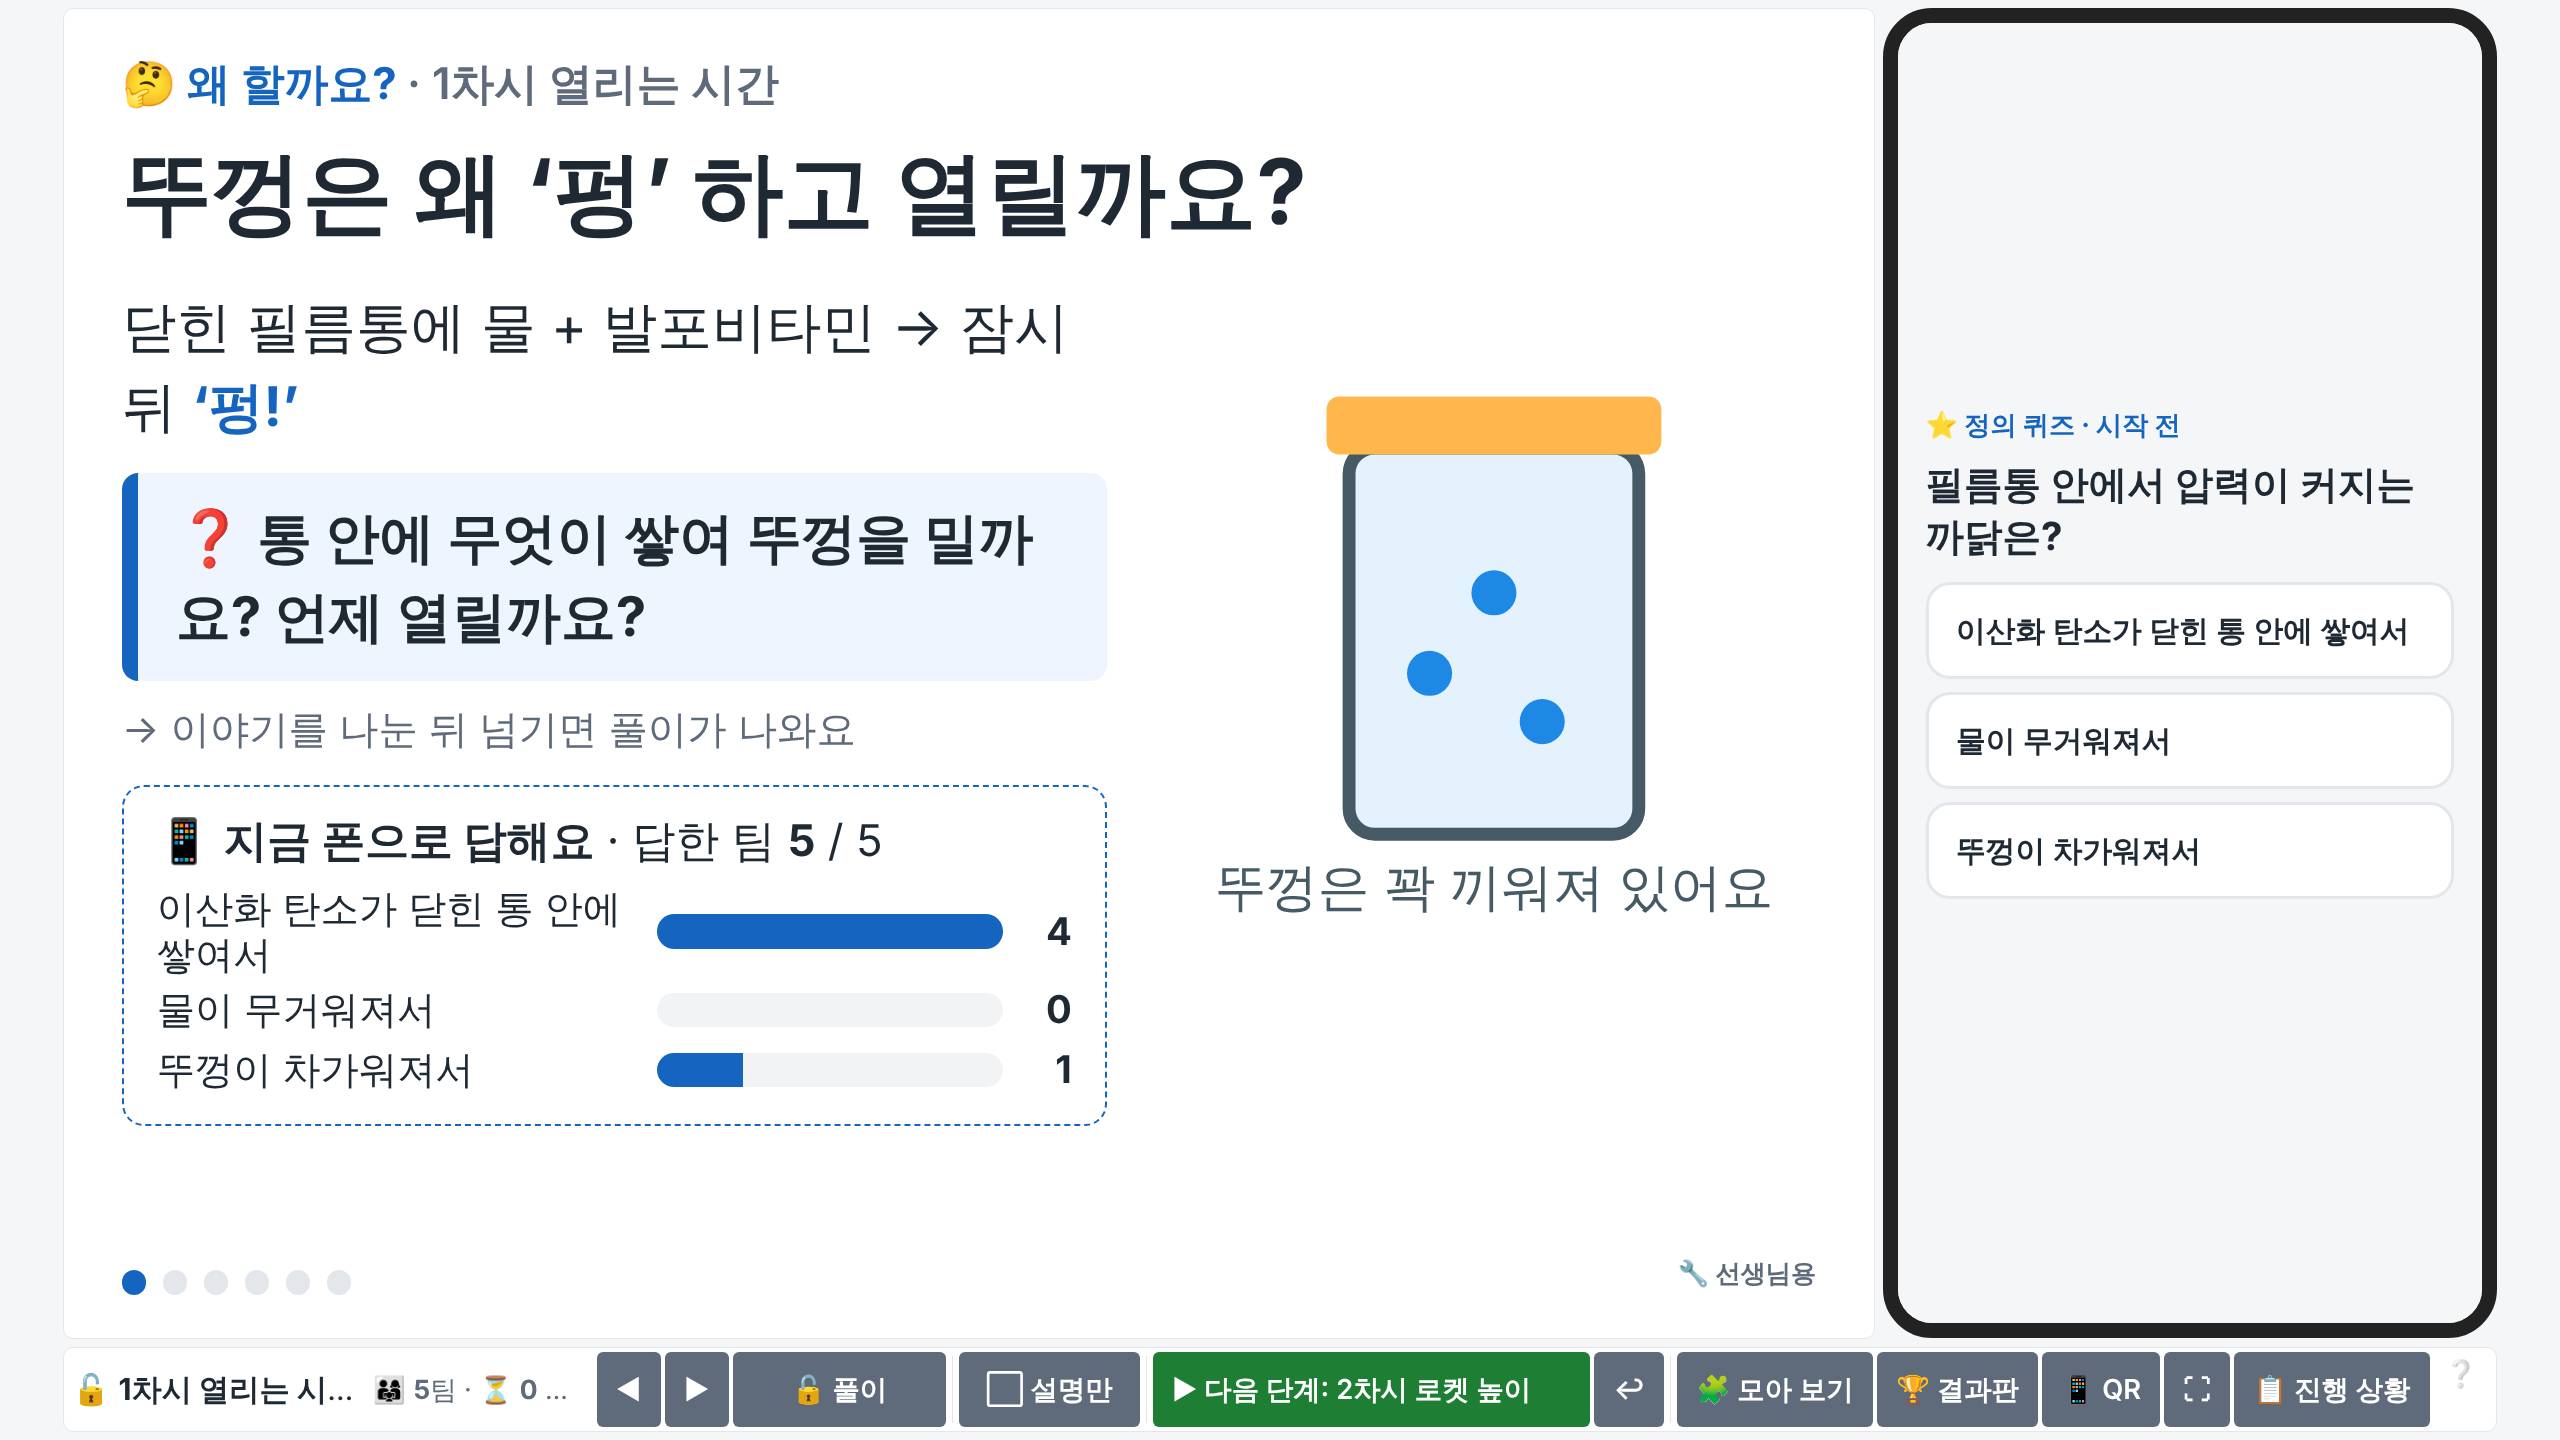 🤔 왜 할까요? · 1차시 열리는 시간
뚜껑은 왜 ‘펑’ 하고 열릴까요?
닫힌 필름통에 물 + 발포비타민 → 잠시
뒤 ‘펑!’
❓ 통 안에 무엇이 쌓여 뚜껑을 밀까
요? 언제 열릴까요?
→ 이야기를 나눈 뒤 넘기면 풀이가 나와요
📱 지금 폰으로 답해요 · 답한 팀 5 / 5
이산화 탄소가 닫힌 통 안에
쌓여서
4
물이 무거워져서 0
뚜껑이 차가워져서 1
뚜껑은 꽉 끼워져 있어요
🔧 선생님용
⭐ 정의 퀴즈 · 시작 전
필름통 안에서 압력이 커지는
까닭은?
이산화 탄소가 닫힌 통 안에 쌓여서
물이 무거워져서
뚜껑이 차가워져서
🔓 1차시 열리는 시... 👨‍👩‍👧 5팀 · ⏳ 0 ... ◀ ▶ 🔓 풀이 설명만 ▶ 다음 단계: 2차시 로켓 높이 ↩ 🧩 모아 보기 🏆 결과판 📱 QR ⛶ 📋 진행 상황 ❔